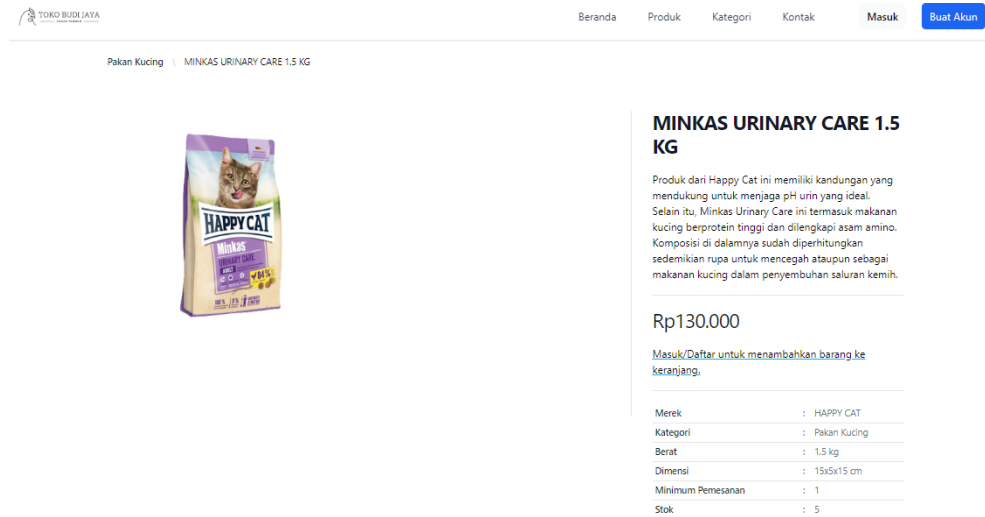 TOKO BUDI JAYA
Beranda
Produk
Kategori
Kontak
Masuk
Buat Akun
Pakan Kucing \ MINKAS URINARY CARE 1.5 KG
HAPPY CAT
Minkas
URINARY CARE
ADULT
MINKAS URINARY CARE 1.5
KG
Produk dari Happy Cat ini memiliki kandungan yang
mendukung untuk menjaga pH urin yang ideal.
Selain itu, Minkas Urinary Care ini termasuk makanan
kucing berprotein tinggi dan dilengkapi asam amino.
Komposisi di dalamnya sudah diperhitungkan
sedemikian rupa untuk mencegah ataupun sebagai
makanan kucing dalam penyembuhan saluran kemih.
Rp130.000
Masuk/Daftar untuk menambahkan barang ke
keranjang.
Merek : HAPPY CAT
Kategori : Pakan Kucing
Berat : 1.5 kg
Dimensi : 15x5x15 cm
Minimum Pemesanan : 1
Stok : 5